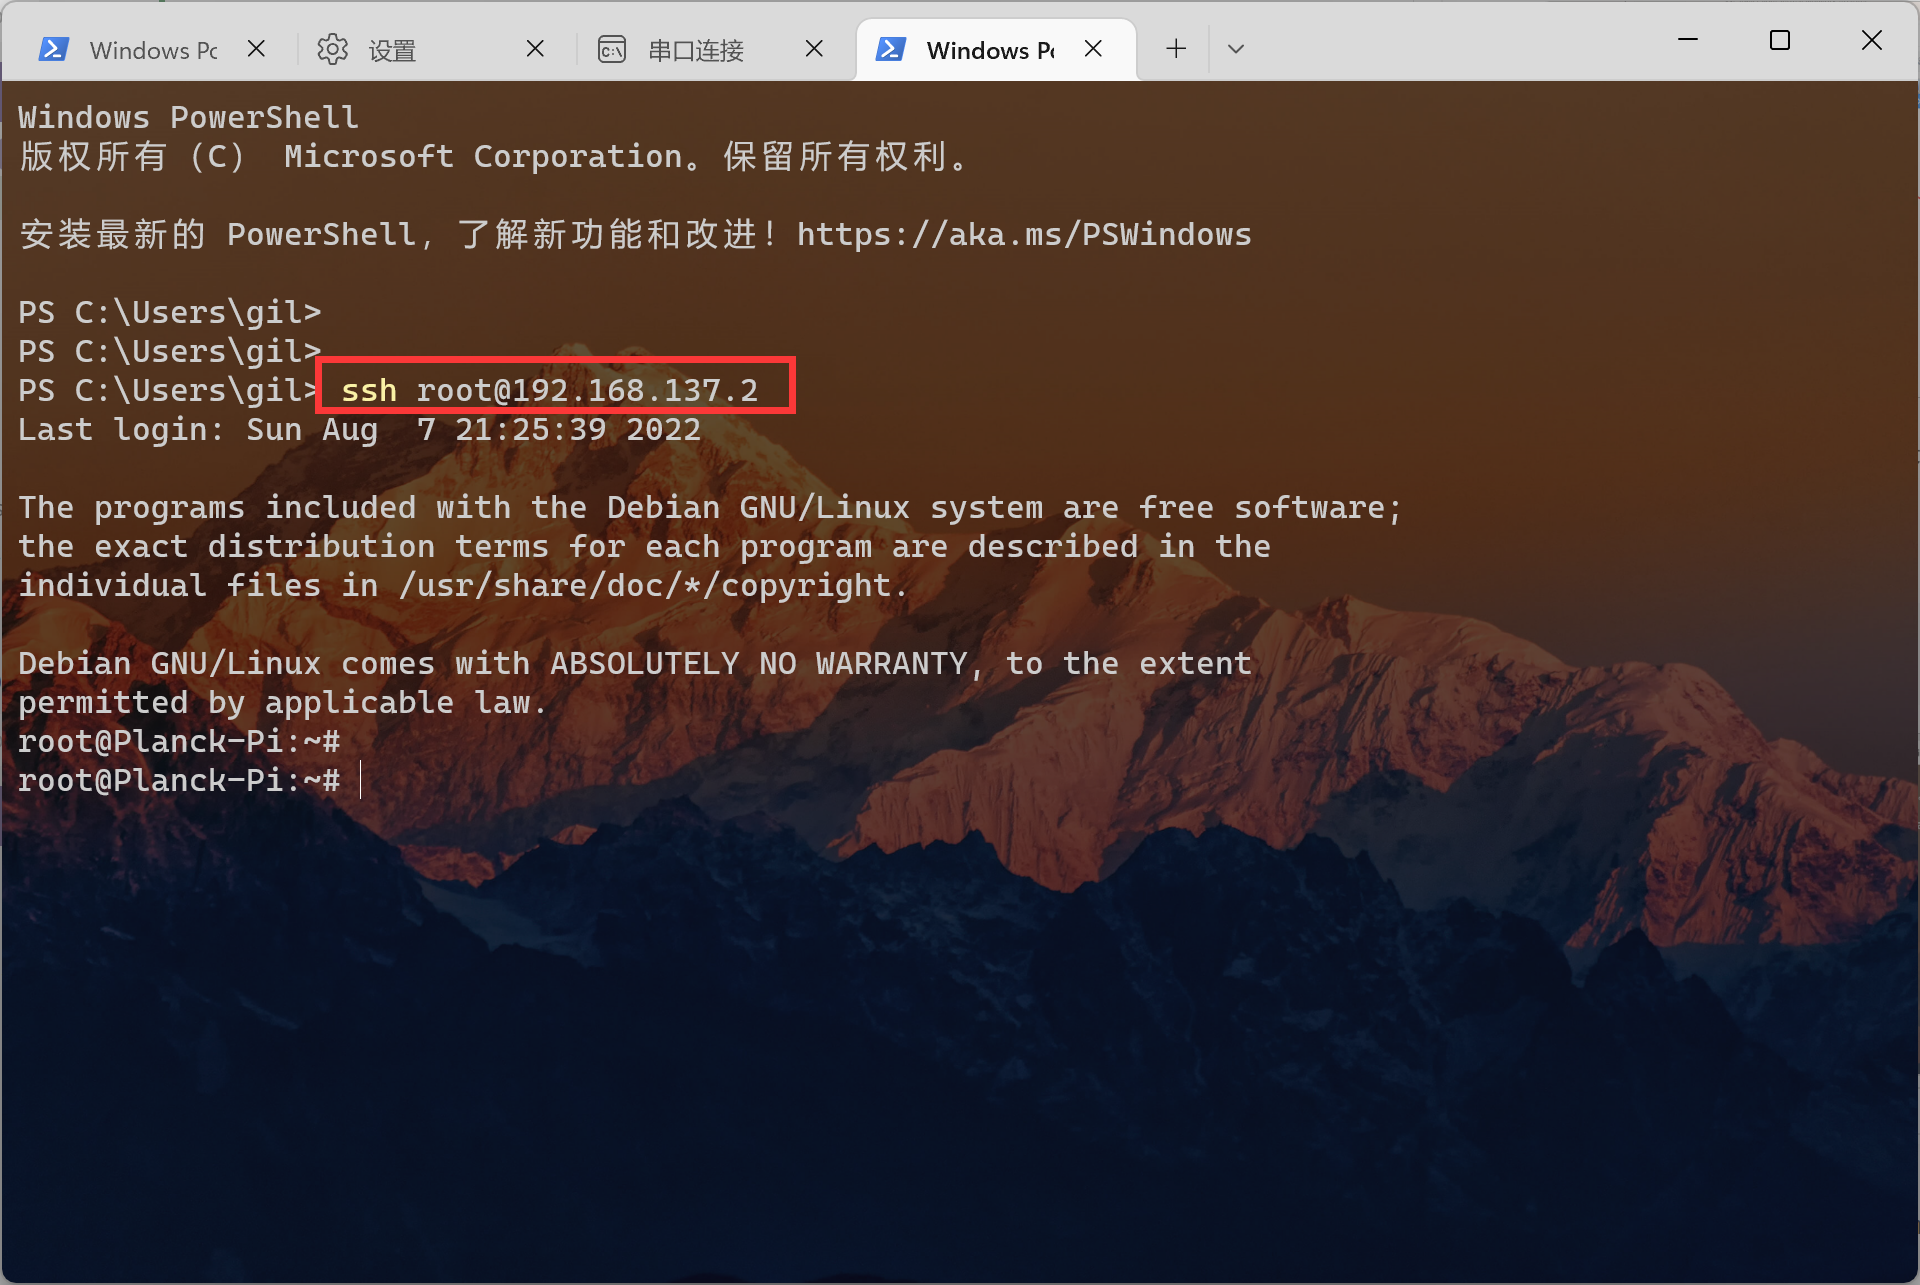 Windows Pc
设置
串口连接
Windows Po
Windows PowerShell
版权所有 (C) Microsoft Corporation。保留所有权利。
安装最新的 PowerShell，了解新功能和改进！https://aka.ms/PSWindows
PS C:\Users\gil>
PS C:\Users\gil>
PS C:\Users\gil> ssh root@192.168.137.2
Last login: Sun Aug  7 21:25:39 2022
The programs included with the Debian GNU/Linux system are free software;
the exact distribution terms for each program are described in the
individual files in /usr/share/doc/*/copyright.
Debian GNU/Linux comes with ABSOLUTELY NO WARRANTY, to the extent
permitted by applicable law.
root@Planck-Pi:~#
root@Planck-Pi:~#